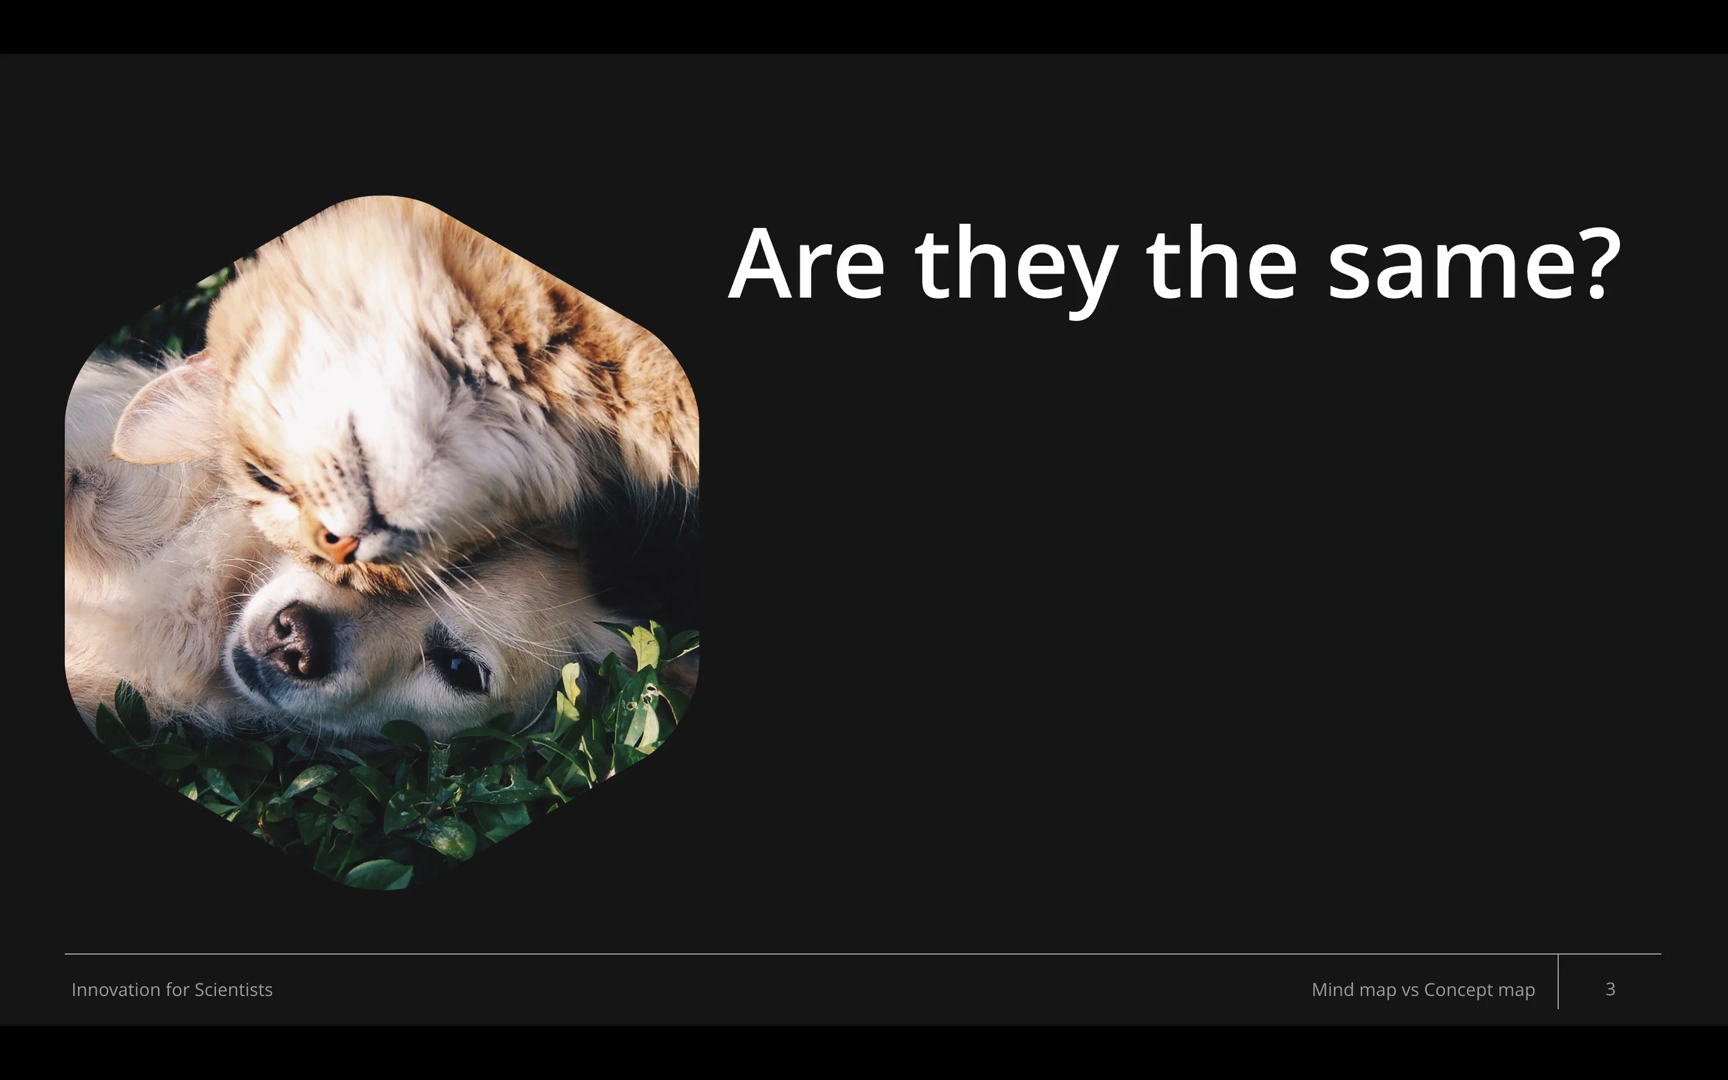 Are they the same?
Innovation for Scientists
Mind map vs Concept map
3